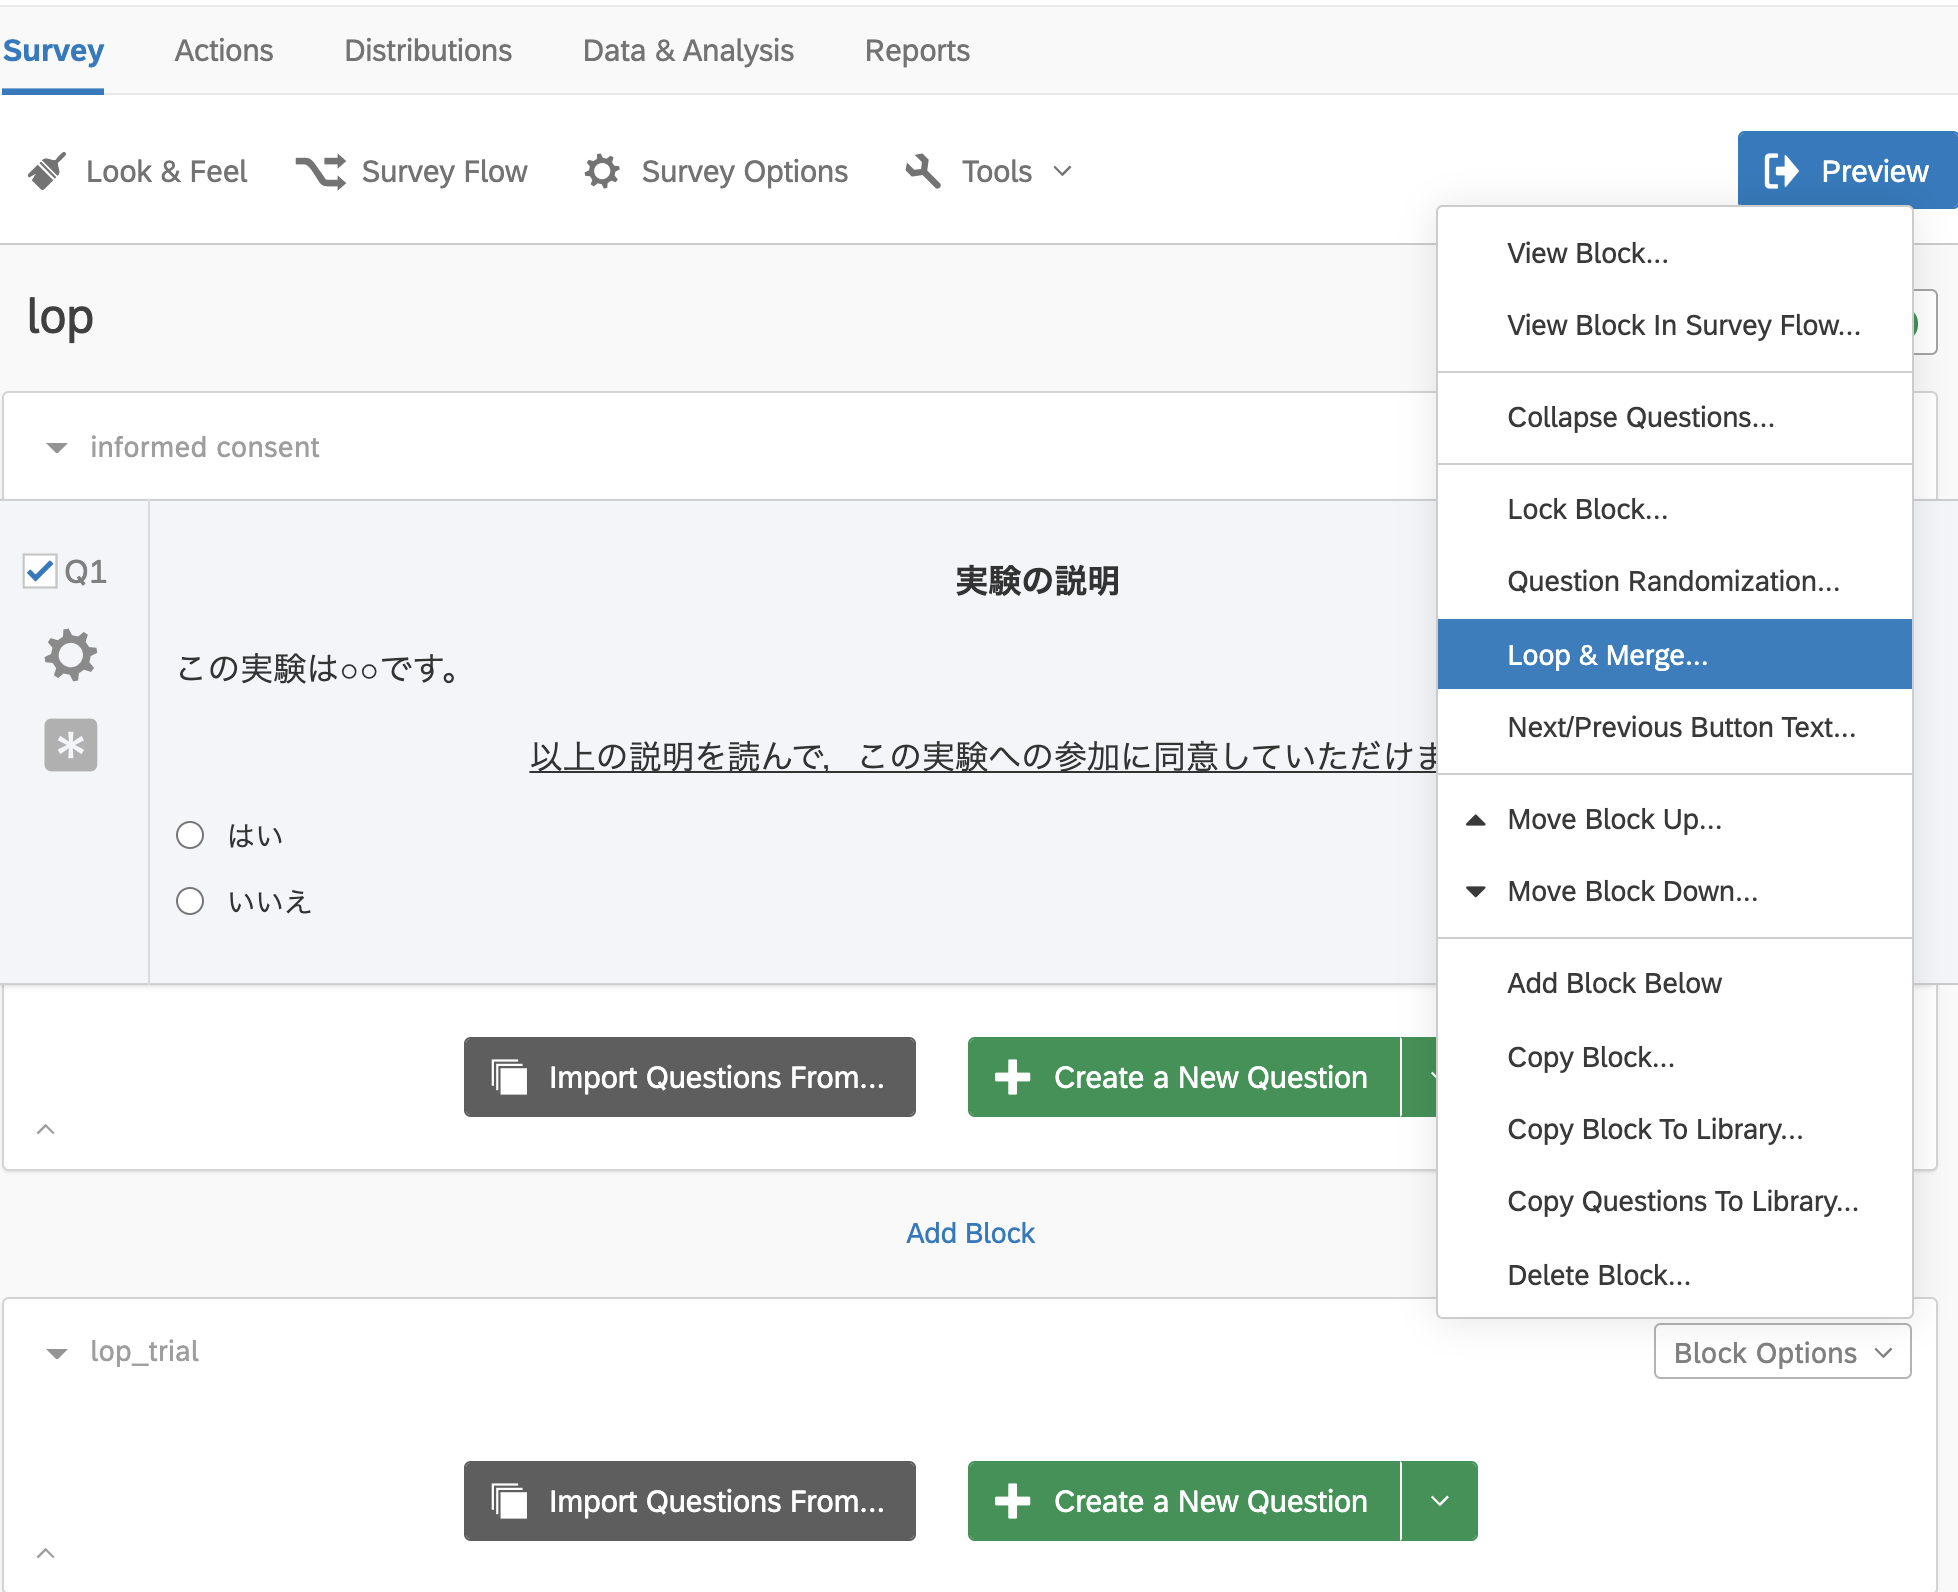 Survey Actions Distributions Data & Analysis Reports
Look & Feel Survey Flow Survey Options Tools Preview
lop
informed consent
Q1
実験の説明
この実験は○○です。
以上の説明を読んで，この実験への参加に同意していただけま
はい
いいえ
Import Questions From... Create a New Question
Add Block
lop_trial
Block Options
Import Questions From... Create a New Question
View Block...
View Block In Survey Flow...
Collapse Questions...
Lock Block...
Question Randomization...
Loop & Merge...
Next/Previous Button Text...
Move Block Up...
Move Block Down...
Add Block Below
Copy Block...
Copy Block To Library...
Copy Questions To Library...
Delete Block...